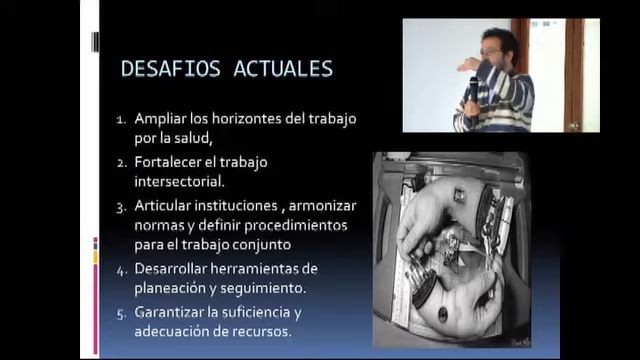 DESAFIOS ACTUALES
1. Ampliar los horizontes del trabajo
por la salud,
2. Fortalecer el trabajo
intersectorial.
3. Articular instituciones , armonizar
normas y definir procedimientos
para el trabajo conjunto
4. Desarrollar herramientas de
planeación y seguimiento.
5. Garantizar la suficiencia y
adecuación de recursos.